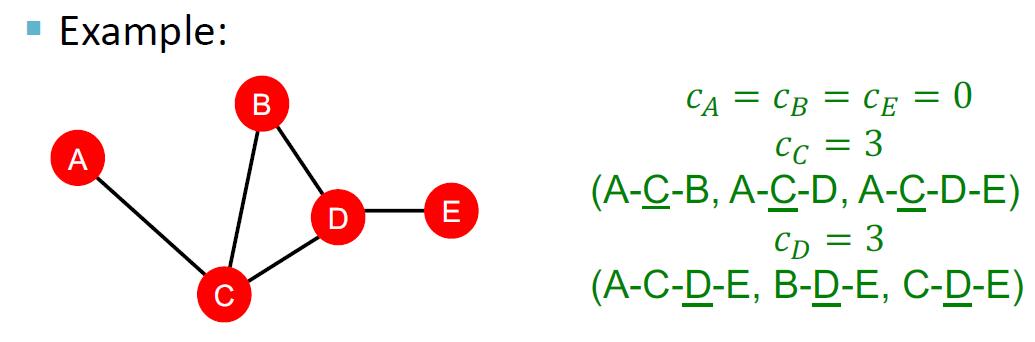 ▪ Example:
B
A
D
E
C
c_A = c_B = c_E = 0
c_C = 3
(A-C-B, A-C-D, A-C-D-E)
c_D = 3
(A-C-D-E, B-D-E, C-D-E)